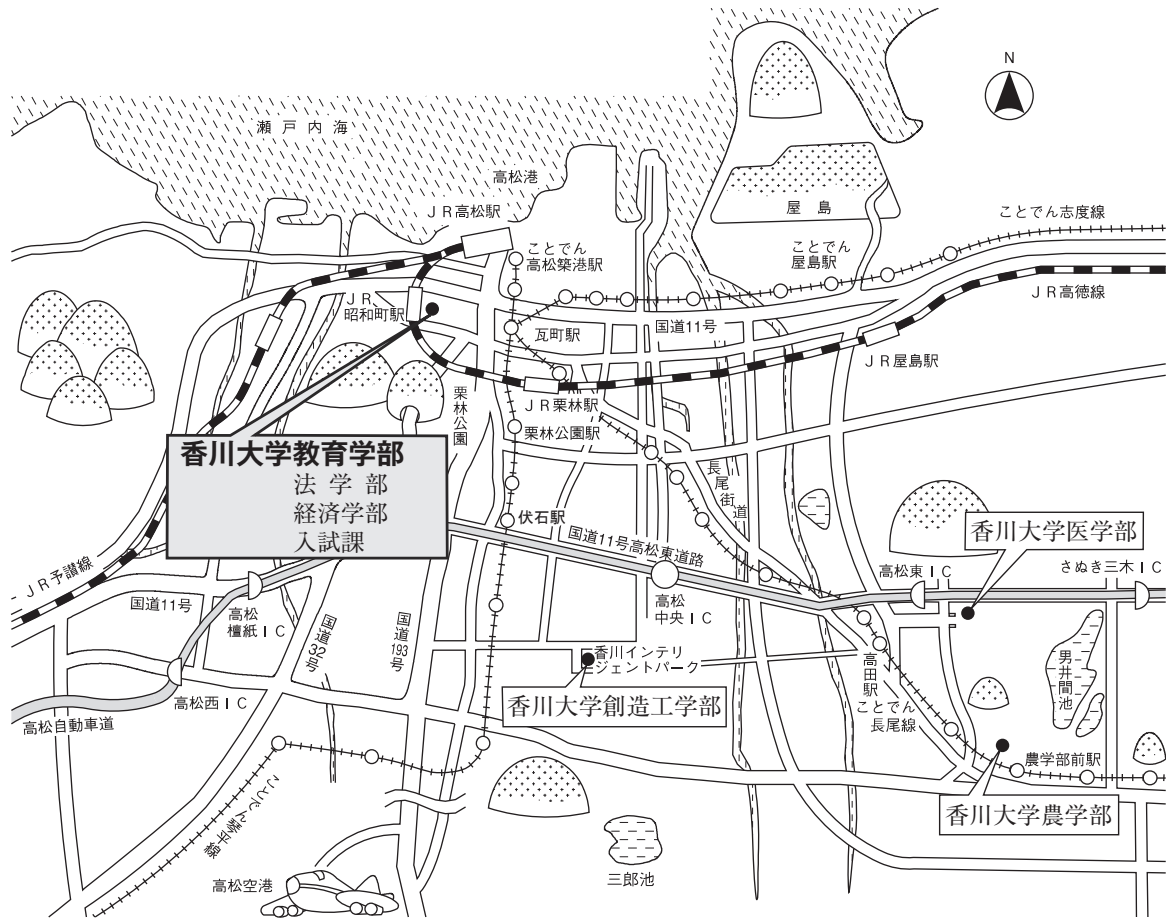 N
瀬戸内海
高松港
JR高松駅
屋島
ことでん志度線
ことでん
高松築港駅
ことでん
屋島駅
JR高徳線
JR
昭和町駅
瓦町駅
国道11号
JR屋島駅
栗林公園
JR栗林駅
栗林公園駅
香川大学教育学部
法学部
経済学部
入試課
長尾街道
伏石駅
国道11号高松東道路
香川大学医学部
高松東IC
さぬき三木IC
JR予讃線
国道11号
高松
檀紙IC
高松
中央IC
国道32号
国道193号
香川インテリ
ジェントパーク
高田駅
男井間池
高松西IC
香川大学創造工学部
ことでん
長尾線
高松自動車道
農学部前駅
香川大学農学部
ことでん琴平線
高松空港
三郎池